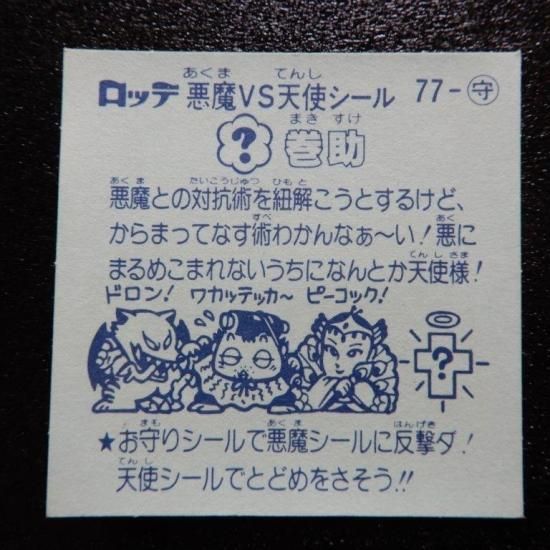 あくま てんし
ロッテ 悪魔VS天使シール 77-守
まき すけ
? 巻助
あくま たいこうじゅつ ひもと
悪魔との対抗術を紐解こうとするけど、
すべ あく
からまってなす術わかんなぁ〜い!悪に
てんしさま
まるめこまれないうちになんとか天使様!
ドロン! ワカッテッカ〜 ピーコック!
?
まも あくま はんげき
★お守りシールで悪魔シールに反撃ダ!
てんし
天使シールでとどめをさそう!!